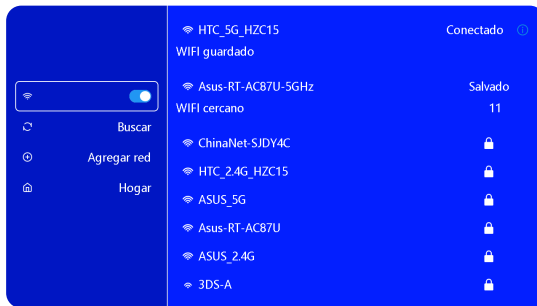 Buscar
Agregar red
Hogar
HTC_5G_HZC15 Conectado
WIFI guardado
Asus-RT-AC87U-5GHz Salvado
WIFI cercano 11
ChinaNet-SJDY4C
HTC_2.4G_HZC15
ASUS_5G
Asus-RT-AC87U
ASUS_2.4G
3DS-A